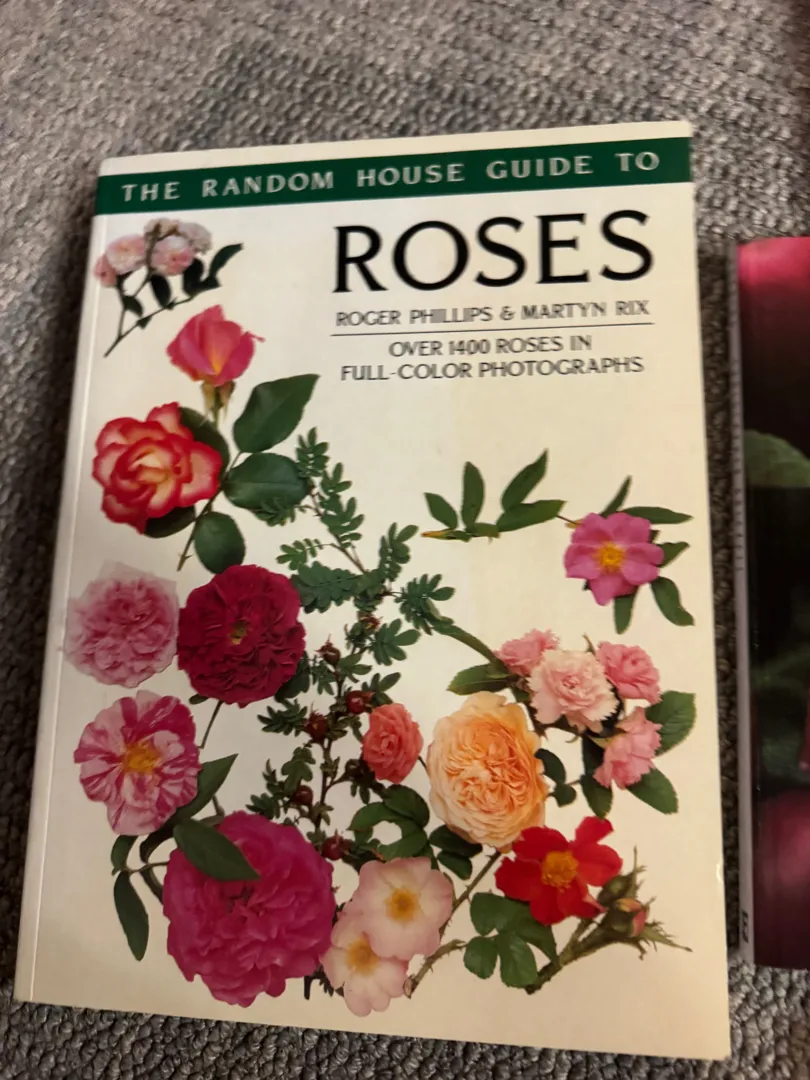 THE RANDOM HOUSE GUIDE TO
ROSES
ROGER PHILLIPS & MARTYN RIX
OVER 1400 ROSES IN
FULL-COLOR PHOTOGRAPHS